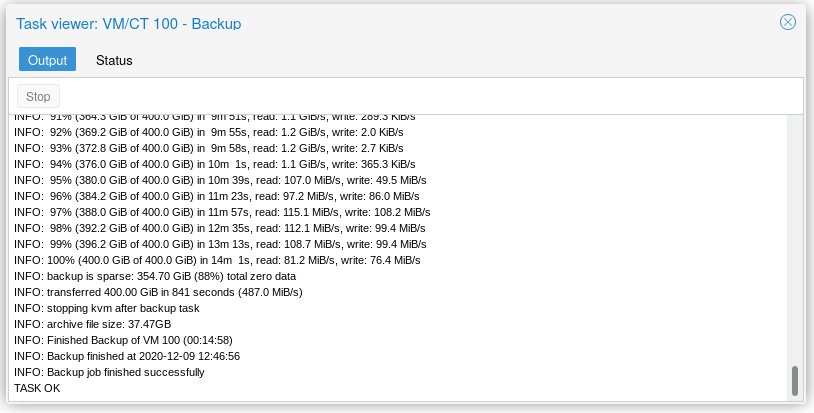 Task viewer: VM/CT 100 - Backup
Output Status
Stop
INFO: 91% (364.3 GiB of 400.0 GiB) in 9m 51s, read: 1.1 GiB/s, write: 289.3 KiB/s
INFO: 92% (369.2 GiB of 400.0 GiB) in 9m 55s, read: 1.2 GiB/s, write: 2.0 KiB/s
INFO: 93% (372.8 GiB of 400.0 GiB) in 9m 58s, read: 1.2 GiB/s, write: 2.7 KiB/s
INFO: 94% (376.0 GiB of 400.0 GiB) in 10m 1s, read: 1.1 GiB/s, write: 365.3 KiB/s
INFO: 95% (380.0 GiB of 400.0 GiB) in 10m 39s, read: 107.0 MiB/s, write: 49.5 MiB/s
INFO: 96% (384.2 GiB of 400.0 GiB) in 11m 23s, read: 97.2 MiB/s, write: 86.0 MiB/s
INFO: 97% (388.0 GiB of 400.0 GiB) in 11m 57s, read: 115.1 MiB/s, write: 108.2 MiB/s
INFO: 98% (392.2 GiB of 400.0 GiB) in 12m 35s, read: 112.1 MiB/s, write: 99.4 MiB/s
INFO: 99% (396.2 GiB of 400.0 GiB) in 13m 13s, read: 108.7 MiB/s, write: 99.4 MiB/s
INFO: 100% (400.0 GiB of 400.0 GiB) in 14m 1s, read: 81.2 MiB/s, write: 76.4 MiB/s
INFO: backup is sparse: 354.70 GiB (88%) total zero data
INFO: transferred 400.00 GiB in 841 seconds (487.0 MiB/s)
INFO: stopping kvm after backup task
INFO: archive file size: 37.47GB
INFO: Finished Backup of VM 100 (00:14:58)
INFO: Backup finished at 2020-12-09 12:46:56
INFO: Backup job finished successfully
TASK OK